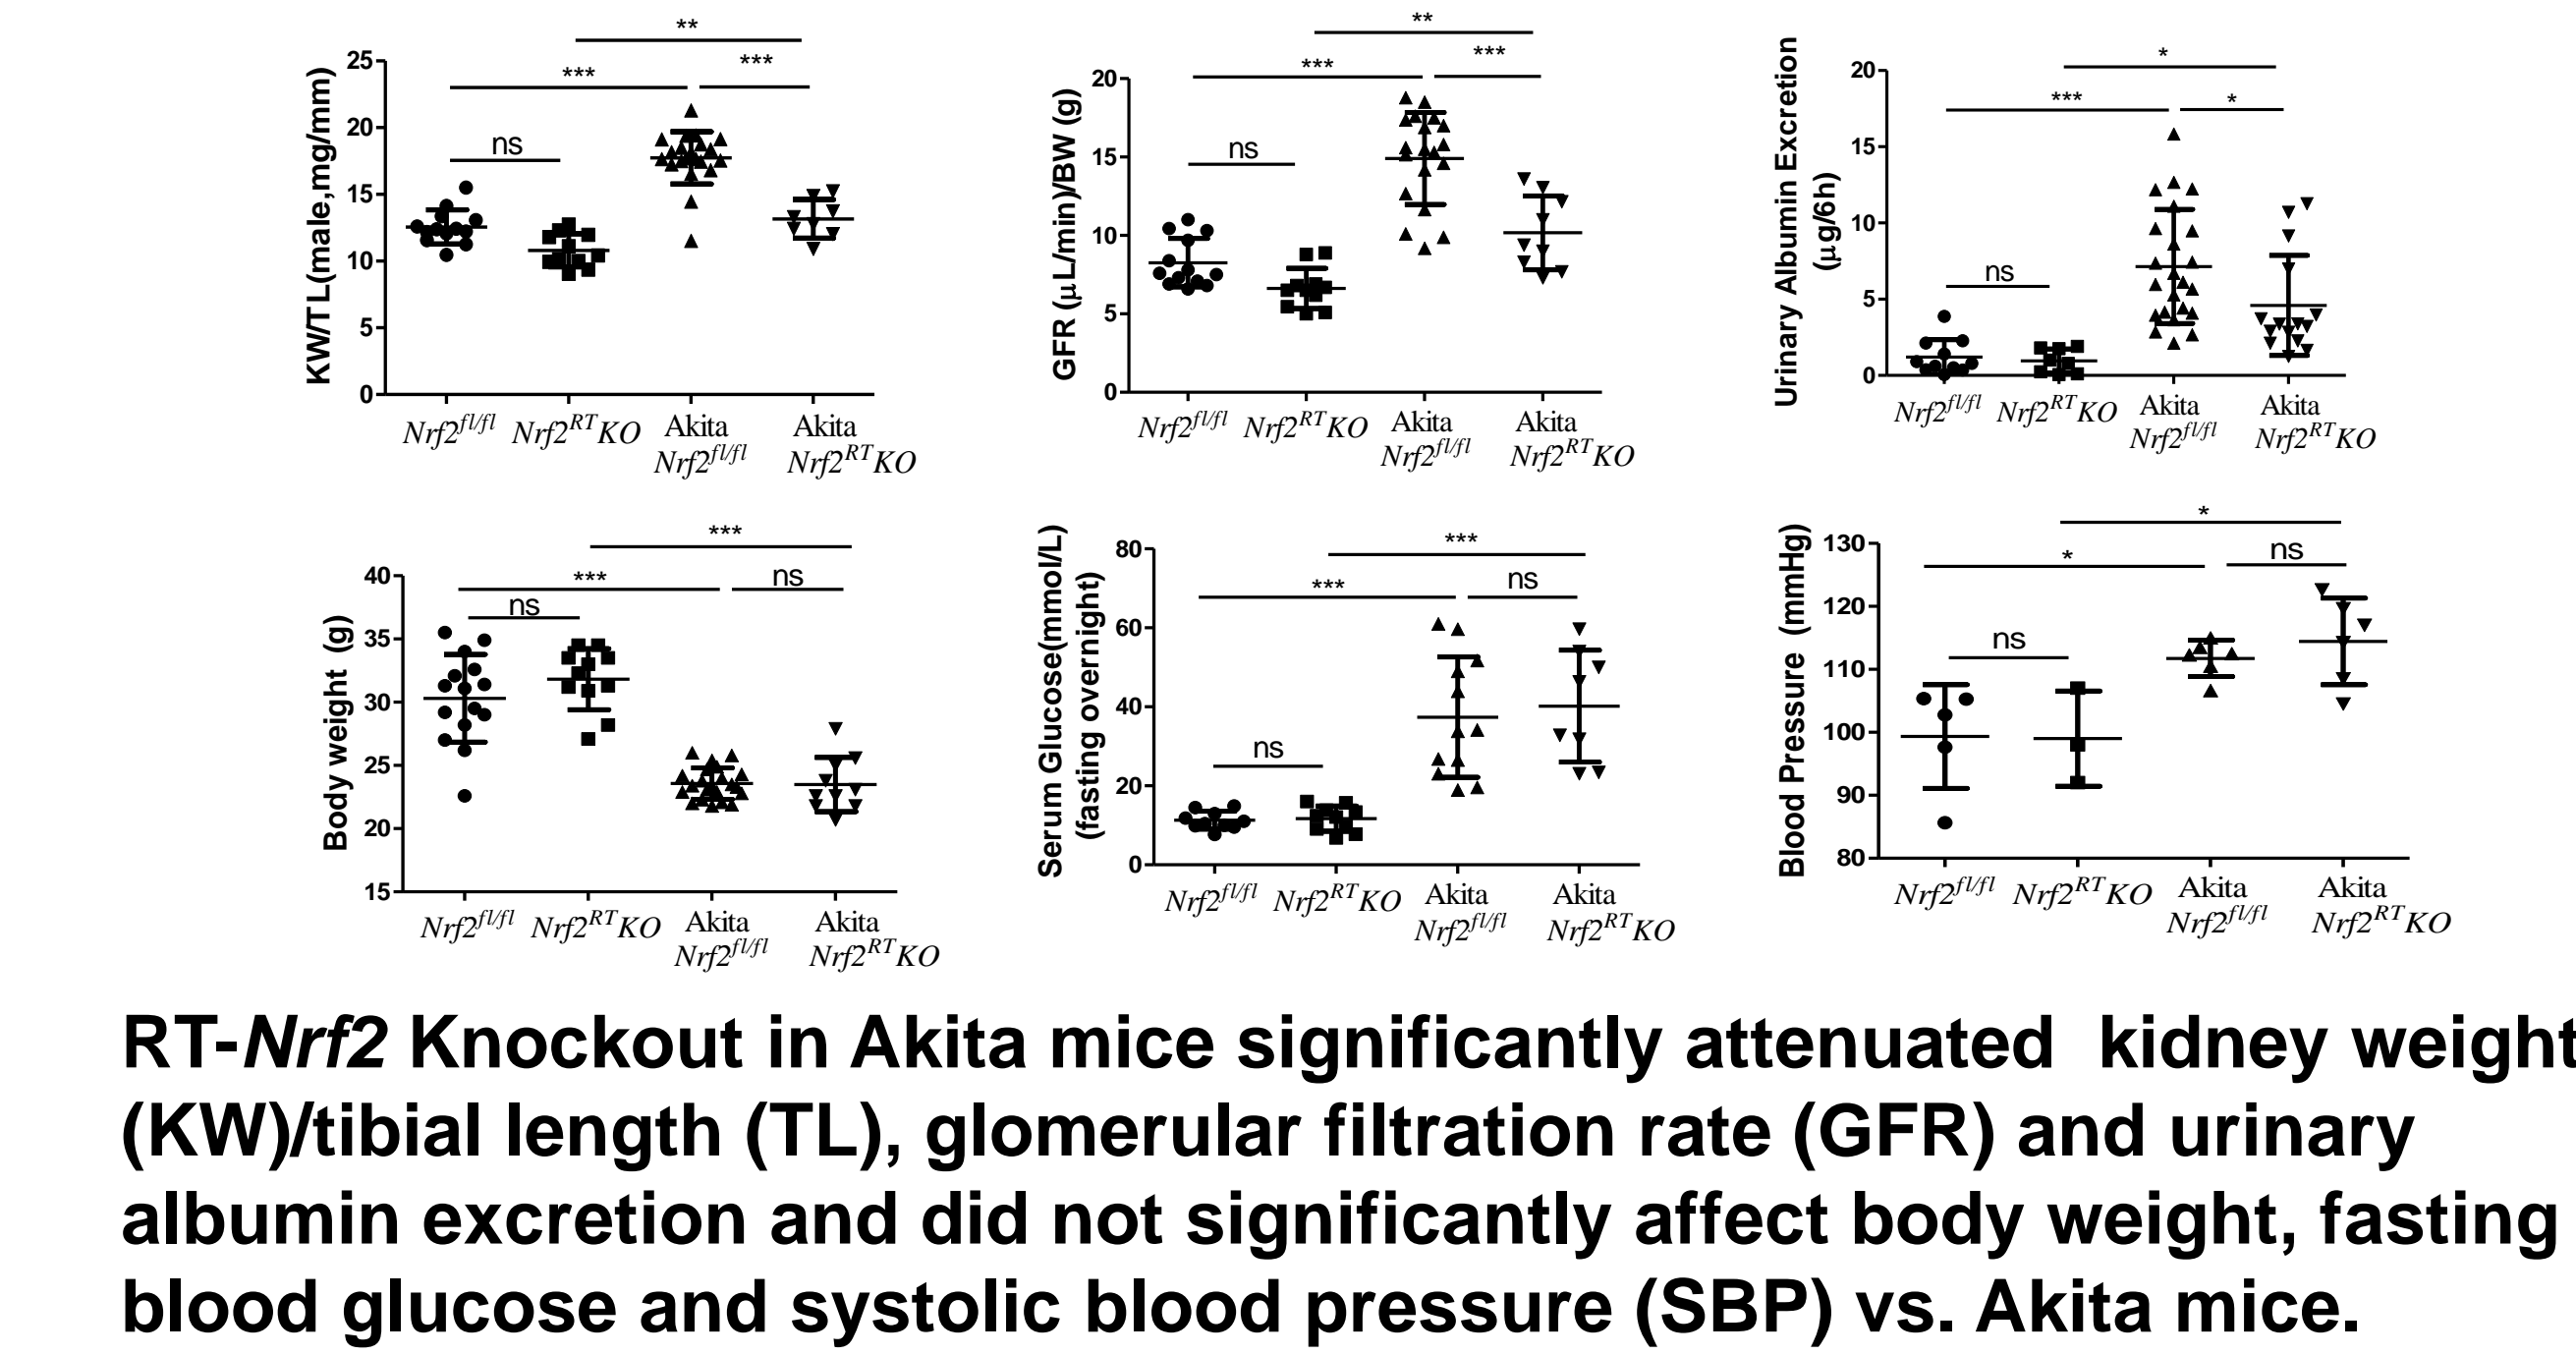 **
***
***
ns
25
20
15
10
5
0
KW/TL(male,mg/mm)
Nrf2fl/fl
Nrf2RTKO
Akita
Nrf2fl/fl
Akita
Nrf2RTKO
**
***
***
ns
20
15
10
5
0
GFR (μL/min)/BW (g)
Nrf2fl/fl
Nrf2RTKO
Akita
Nrf2fl/fl
Akita
Nrf2RTKO
*
***
*
ns
20
15
10
5
0
Urinary Albumin Excretion
(μg/6h)
Nrf2fl/fl
Nrf2RTKO
Akita
Nrf2fl/fl
Akita
Nrf2RTKO
***
***
ns
ns
40
35
30
25
20
15
Body weight (g)
Nrf2fl/fl
Nrf2RTKO
Akita
Nrf2fl/fl
Akita
Nrf2RTKO
***
***
ns
ns
80
60
40
20
0
Serum Glucose(mmol/L)
(fasting overnight)
Nrf2fl/fl
Nrf2RTKO
Akita
Nrf2fl/fl
Akita
Nrf2RTKO
*
*
ns
ns
130
120
110
100
90
80
Blood Pressure (mmHg)
Nrf2fl/fl
Nrf2RTKO
Akita
Nrf2fl/fl
Akita
Nrf2RTKO
RT-Nrf2 Knockout in Akita mice significantly attenuated kidney weight
(KW)/tibial length (TL), glomerular filtration rate (GFR) and urinary
albumin excretion and did not significantly affect body weight, fasting
blood glucose and systolic blood pressure (SBP) vs. Akita mice.